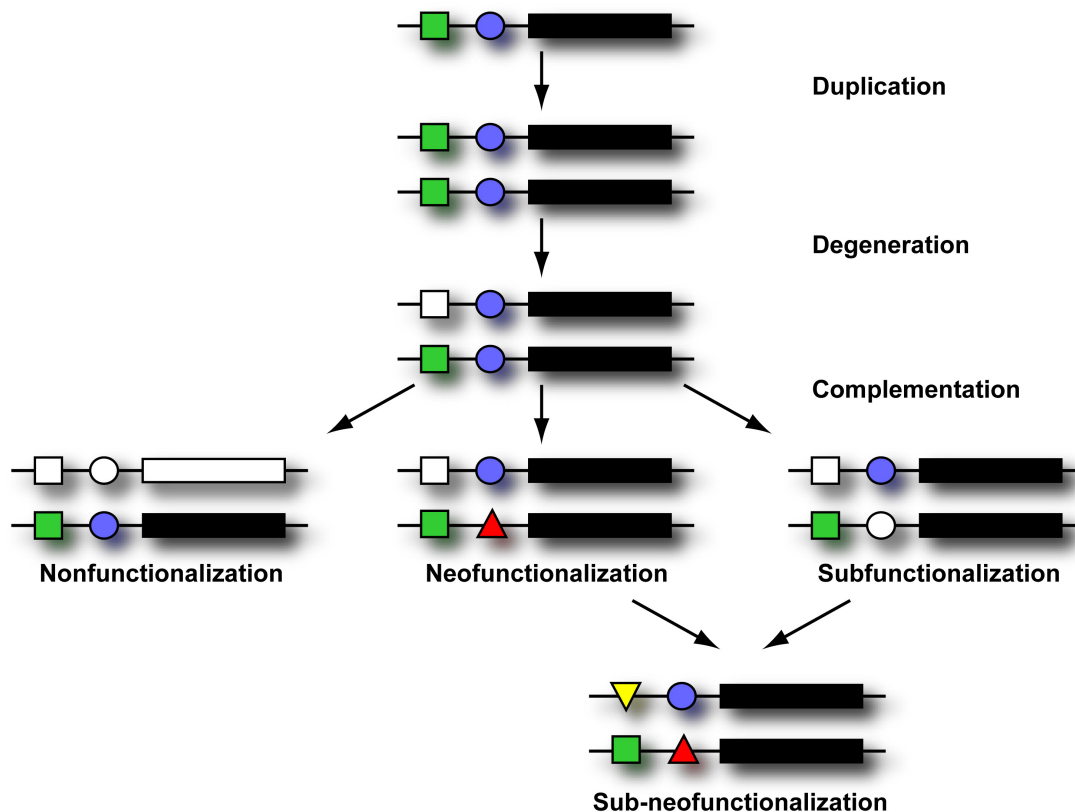 Duplication
Degeneration
Complementation
Nonfunctionalization
Neofunctionalization
Subfunctionalization
Sub-neofunctionalization